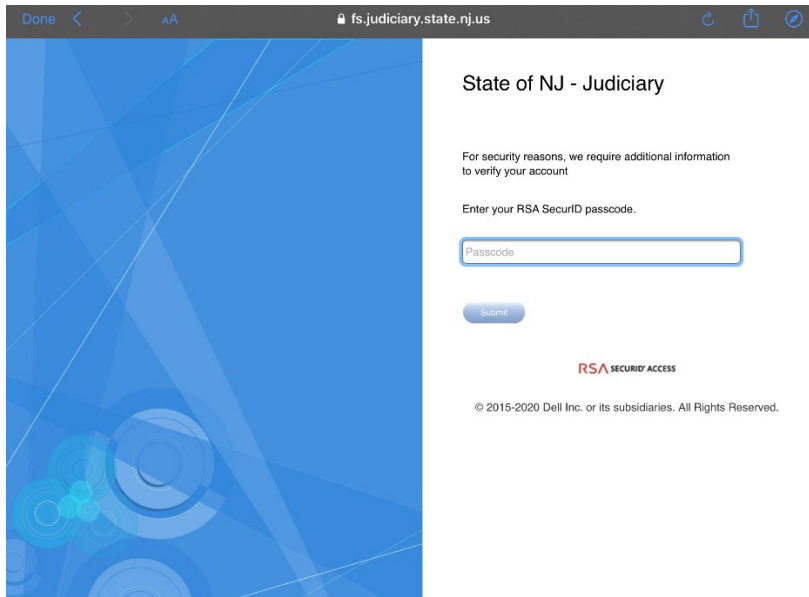 Done AA fs.judiciary.state.nj.us
State of NJ - Judiciary
For security reasons, we require additional information
to verify your account
Enter your RSA SecurID passcode.
Passcode
Submit
RSA SECURID® ACCESS
© 2015-2020 Dell Inc. or its subsidiaries. All Rights Reserved.